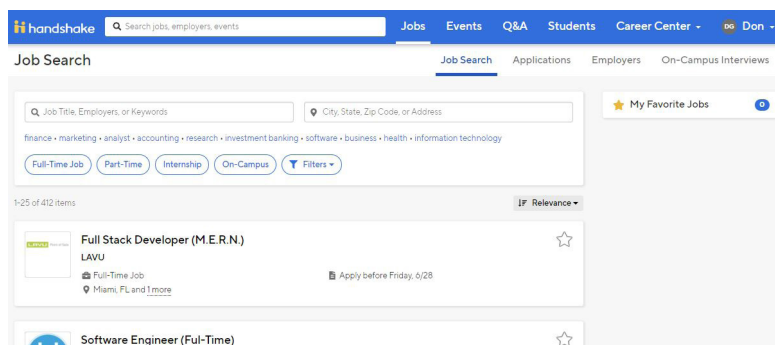 handshake Search jobs, employers, events Jobs Events Q&A Students Career Center DG Don
Job Search Job Search Applications Employers On-Campus Interviews
Job Title, Employers, or Keywords City, State, Zip Code, or Address My Favorite Jobs 0
finance • marketing • analyst • accounting • research • investment banking • software • business • health • information technology
Full-Time Job Part-Time Internship On-Campus Filters
1-25 of 412 items Relevance
Full Stack Developer (M.E.R.N.)
LAVU
Full-Time Job Apply before Friday, 6/28
Miami, FL and 1 more
Software Engineer (Ful-Time)